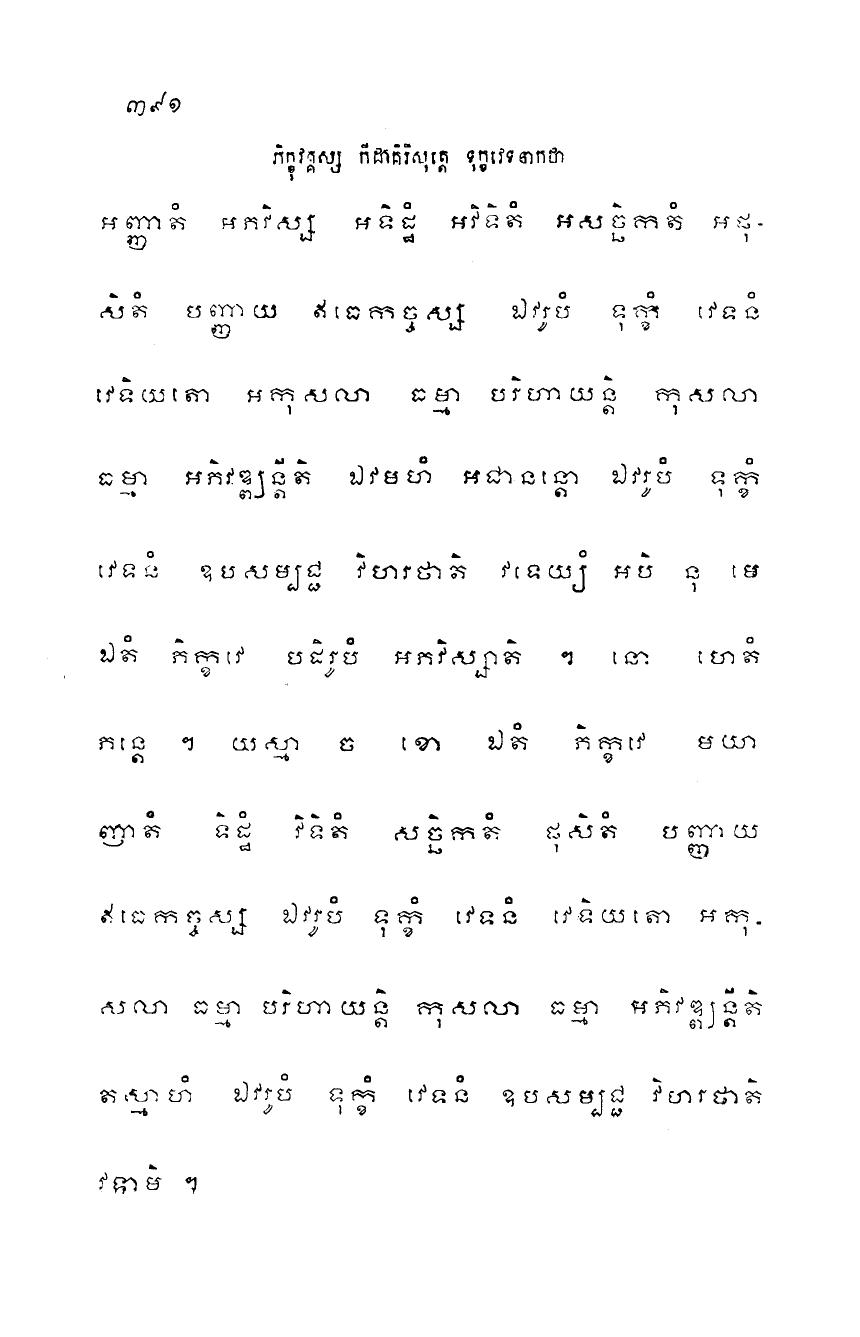 ៣៩១
ភិក្ខុវគ្គស្ស កីដាគិរិសុត្តេ ទុក្ខវេទនាកថា
អញ្ញាតំ អភវិស្ស អទិដ្ឋំ អវិទិតំ អសច្ឆិកតំ អផុ-
សិតំ បញ្ញាយ ឥធេកច្ចស្ស ឯវរូបំ ទុក្ខំ វេទនំ
វេទិយតោ អកុសលា ធម្មា បរិហាយន្តិ កុសលា
ធម្មា អភិវឌ្ឍន្តីតិ ឯវមហំ អជានន្តោ ឯវរូបំ ទុក្ខំ
វេទនំ ឧបសម្បជ្ជ វិហរថាតិ វទេយ្យំ អបិ នុ មេ
ឯតំ ភិក្ខវេ បដិរូបំ អភវិស្សាតិ ។ នោ ហេតំ
ភន្តេ ។ យស្មា ច ខោ ឯតំ ភិក្ខវេ មយា
ញាតំ ទិដ្ឋំ វិទិតំ សច្ឆិកតំ ផុសិតំ បញ្ញាយ
ឥធេកច្ចស្ស ឯវរូបំ ទុក្ខំ វេទនំ វេទិយតោ អកុ-
សលា ធម្មា បរិហាយន្តិ កុសលា ធម្មា អភិវឌ្ឍន្តីតិ
តស្មាហំ ឯវរូបំ ទុក្ខំ វេទនំ ឧបសម្បជ្ជ វិហរថាតិ
វទាមិ ។